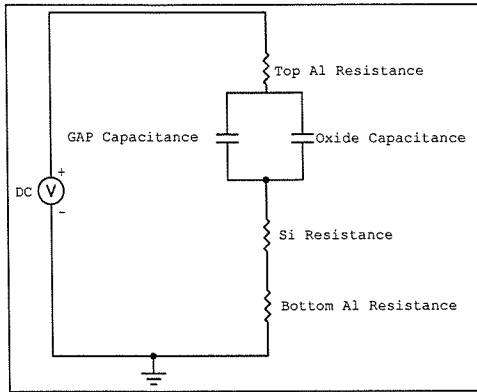 Top Al Resistance
GAP Capacitance
Oxide Capacitance
+
DC V
-
Si Resistance
Bottom Al Resistance